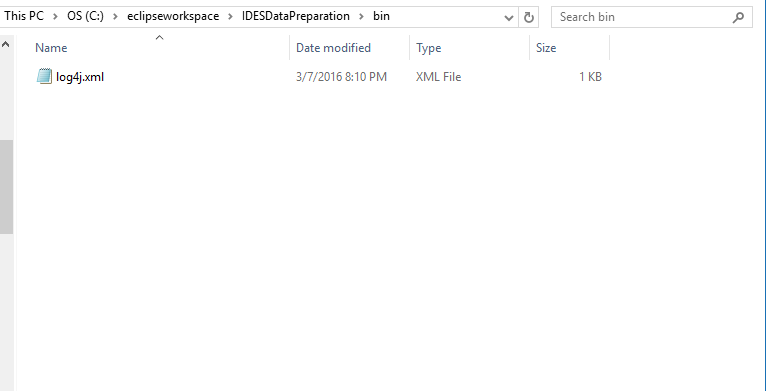 This PC > OS (C:) > eclipseworkspace > IDESDataPreparation > bin
Search bin
Name Date modified Type Size
log4j.xml 3/7/2016 8:10 PM XML File 1 KB